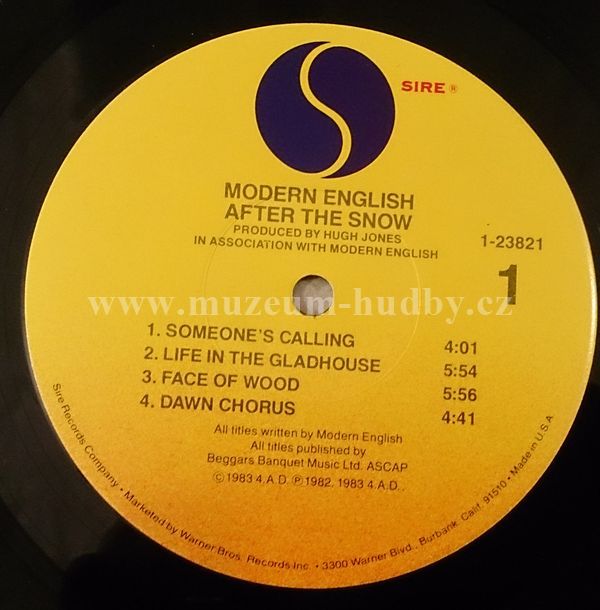 SIRE ®
MODERN ENGLISH
AFTER THE SNOW
PRODUCED BY HUGH JONES
IN ASSOCIATION WITH MODERN ENGLISH
1-23821
1
www.muzeum-hudby.cz
1. SOMEONE'S CALLING 4:01
2. LIFE IN THE GLADHOUSE 5:54
3. FACE OF WOOD 5:56
4. DAWN CHORUS 4:41
All titles written by Modern English
All titles published by
Beggars Banquet Music Ltd. ASCAP
© 1983 4.A.D. ℗ 1982, 1983 4.A.D..
Sire Records Company • Marketed by Warner Bros. Records Inc. • 3300 Warner Blvd., Burbank, Calif. 91510 • Made in U.S.A.